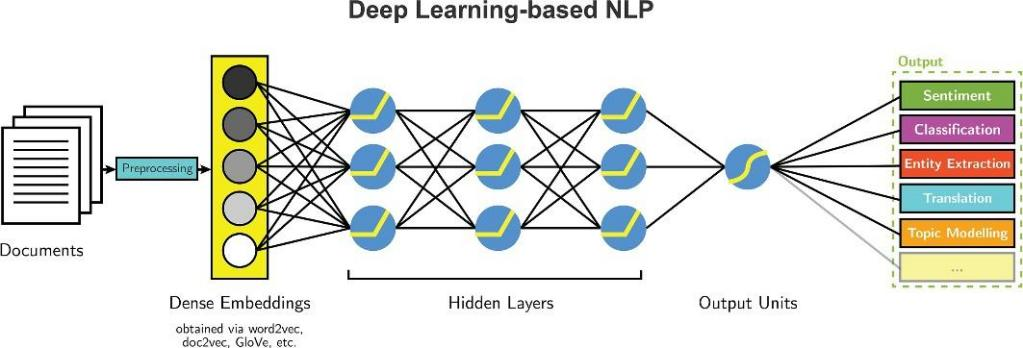 Deep Learning-based NLP
Documents
Preprocessing
Dense Embeddings
obtained via word2vec,
doc2vec, GloVe, etc.
Hidden Layers
Output Units
Output
Sentiment
Classification
Entity Extraction
Translation
Topic Modelling
...